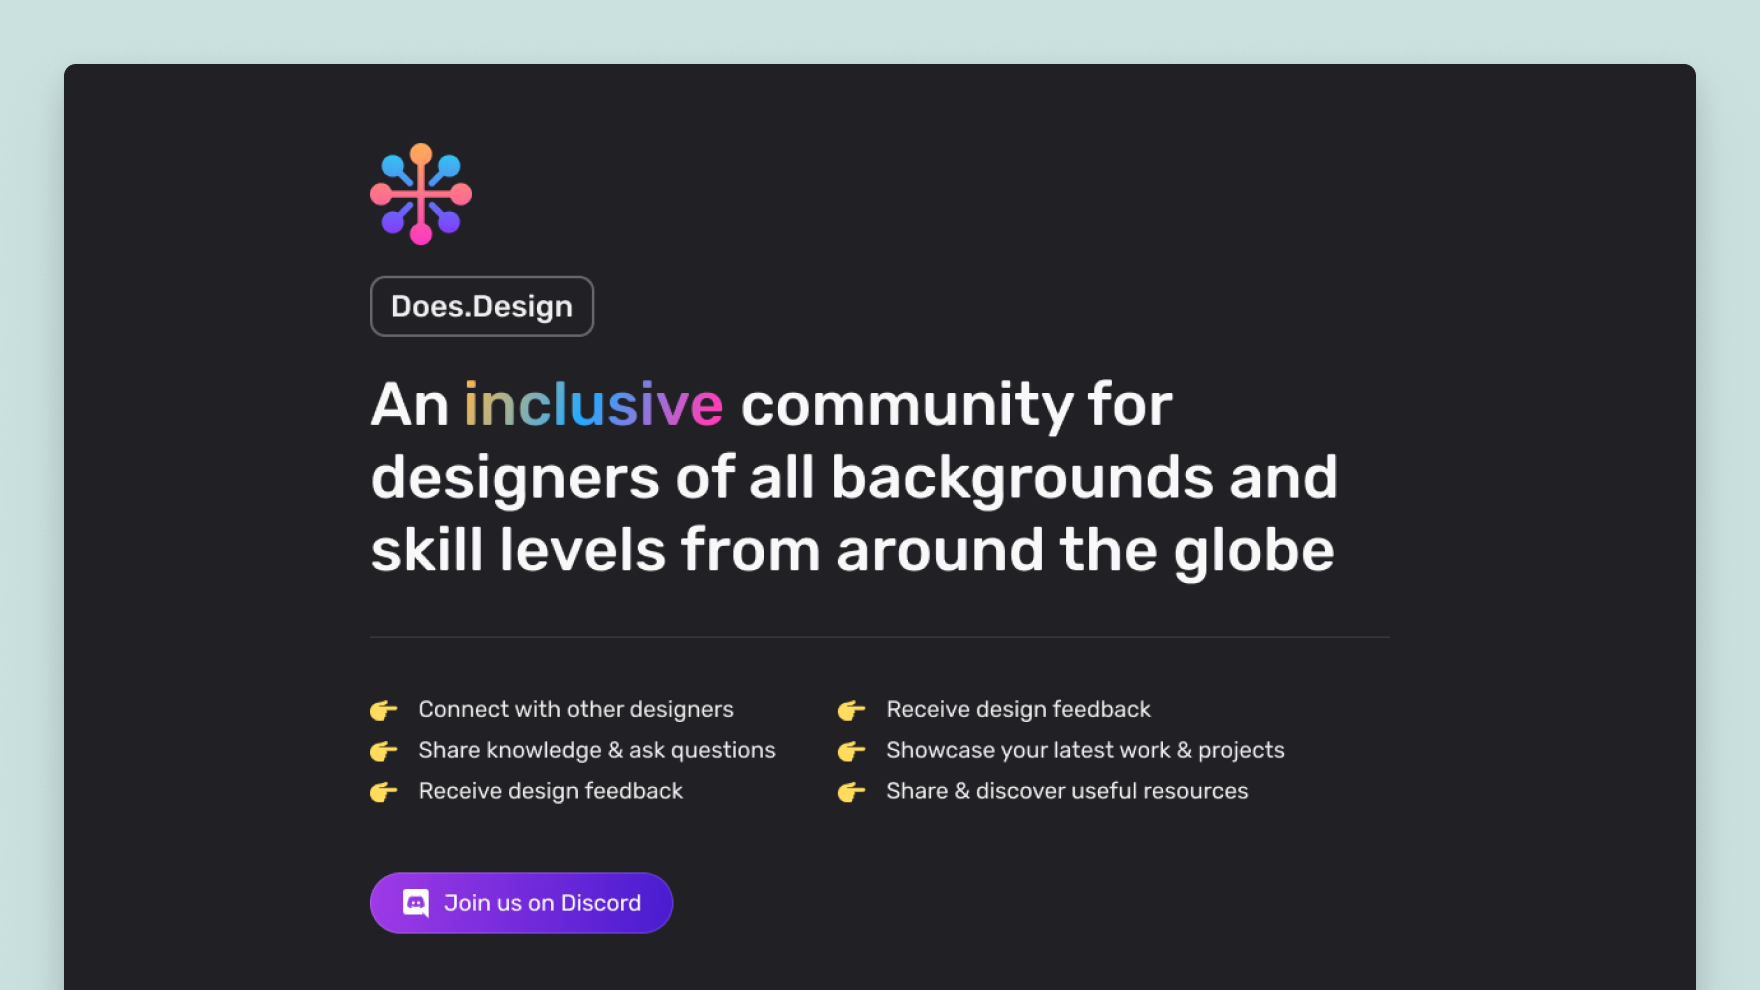 Does.Design
An inclusive community for
designers of all backgrounds and
skill levels from around the globe
Connect with other designers
Share knowledge & ask questions
Receive design feedback
Receive design feedback
Showcase your latest work & projects
Share & discover useful resources
Join us on Discord